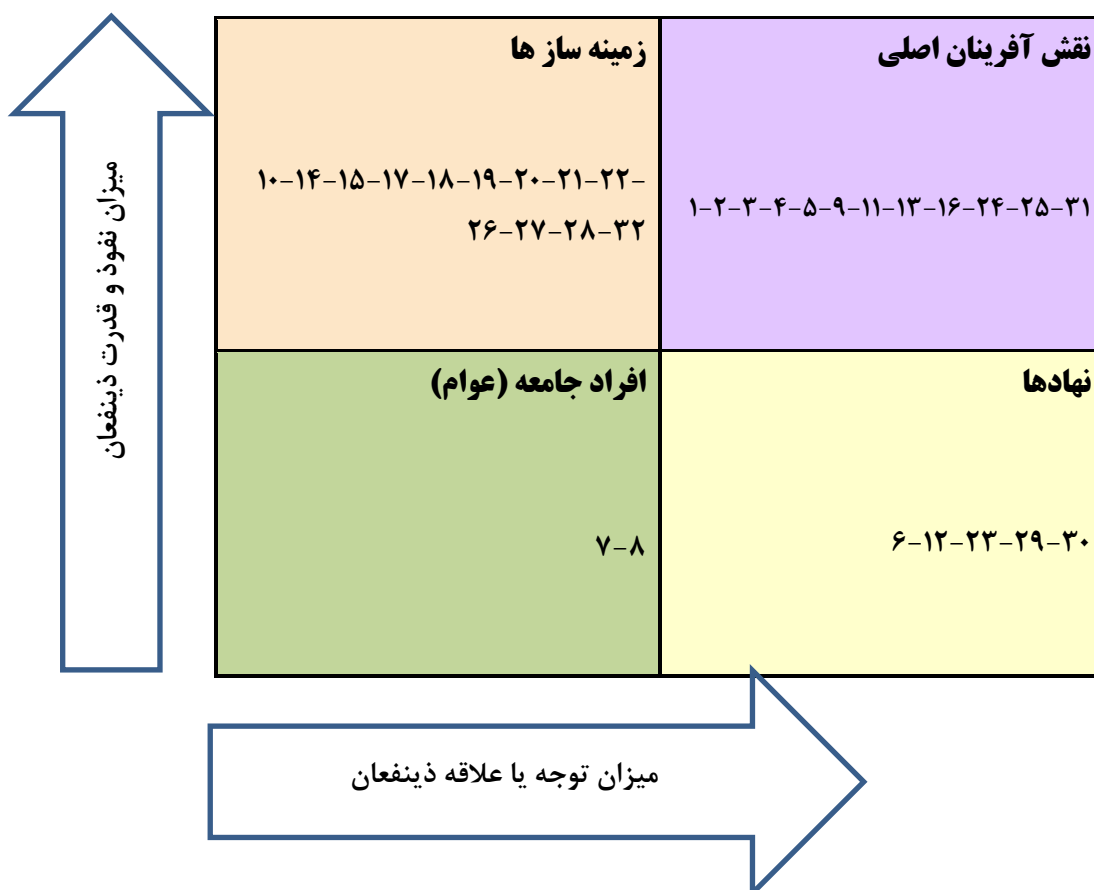 نقش آفرینان اصلی
۱-۲-۳-۴-۵-۹-۱۱-۱۳-۱۶-۲۴-۲۵-۳۱
زمینه ساز ها
۱۰-۱۴-۱۵-۱۷-۱۸-۱۹-۲۰-۲۱-۲۲-
۲۶-۲۷-۲۸-۳۲
نهادها
۶-۱۲-۲۳-۲۹-۳۰
افراد جامعه (عوام)
۷-۸
میزان نفوذ و قدرت ذینفعان
میزان توجه یا علاقه ذینفعان